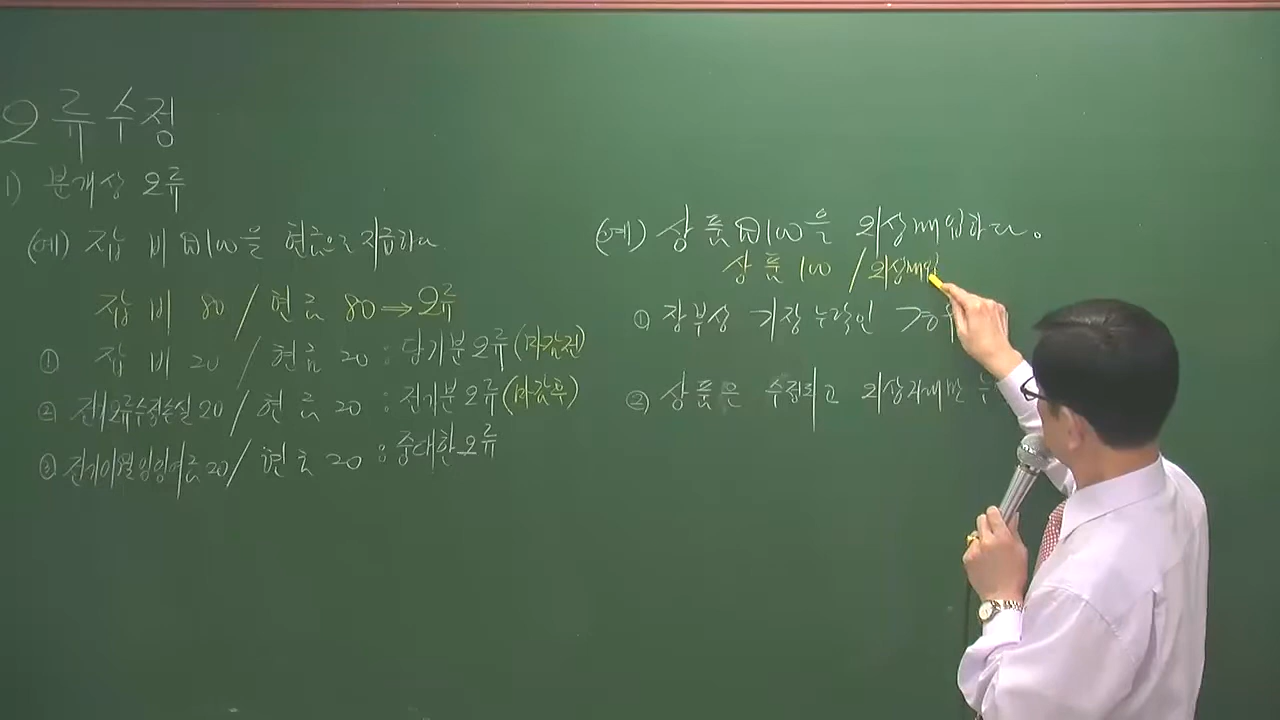 오류수정
1) 분개상 오류
(예) 잡비 ₩100을 현금으로 지급하다
잡비 80 / 현금 80 ⇒ 오류
① 잡비 20 / 현금 20 : 당기분오류(마감전)
② 전기오류수정손실 20 / 현금 20 : 전기분오류(마감후)
③ 전기이월이익잉여금 20 / 현금 20 : 중대한오류
(예) 상품 ₩100을 외상매입하다.
상품 100 / 외상매입
① 장부상 기장누락인
② 상품은 수정되고